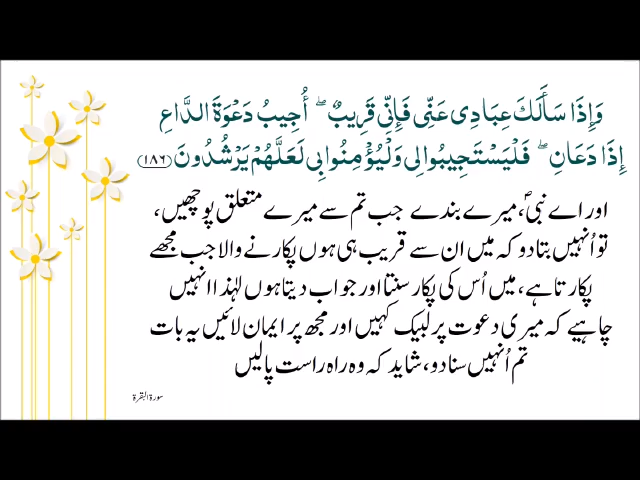 وَإِذَا سَأَلَكَ عِبَادِى عَنِّى فَإِنِّى قَرِيبٌ ۖ أُجِيبُ دَعْوَةَ الدَّاعِ
إِذَا دَعَانِ ۖ فَلْيَسْتَجِيبُوا لِى وَلْيُؤْمِنُوا بِى لَعَلَّهُمْ يَرْشُدُونَ ﴿۱۸۶﴾
اور اے نبیؐ، میرے بندے جب تم سے میرے متعلق پوچھیں،
تو اُنہیں بتا دو کہ میں ان سے قریب ہی ہوں پکارنے والا جب مجھے
پکارتا ہے، میں اُس کی پکار سنتا اور جواب دیتا ہوں لہٰذا انہیں
چاہیے کہ میری دعوت پر لبیک کہیں اور مجھ پر ایمان لائیں یہ بات
تم اُنہیں سنا دو، شاید کہ وہ راہ راست پالیں
سورۃ البقرۃ